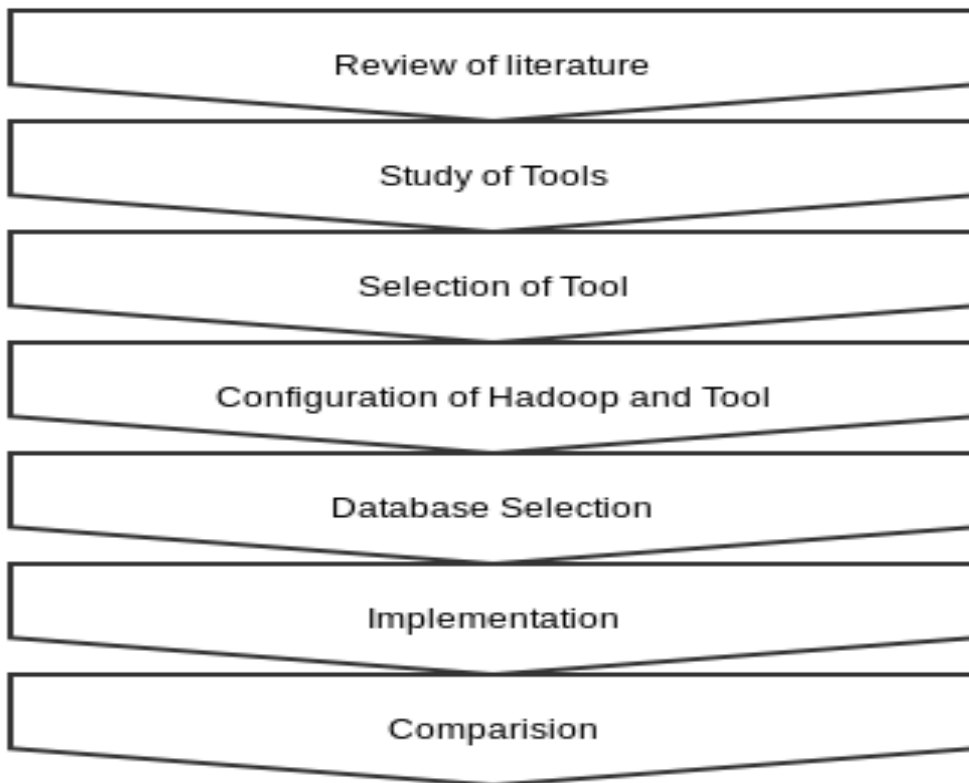 Review of literature
Study of Tools
Selection of Tool
Configuration of Hadoop and Tool
Database Selection
Implementation
Comparision